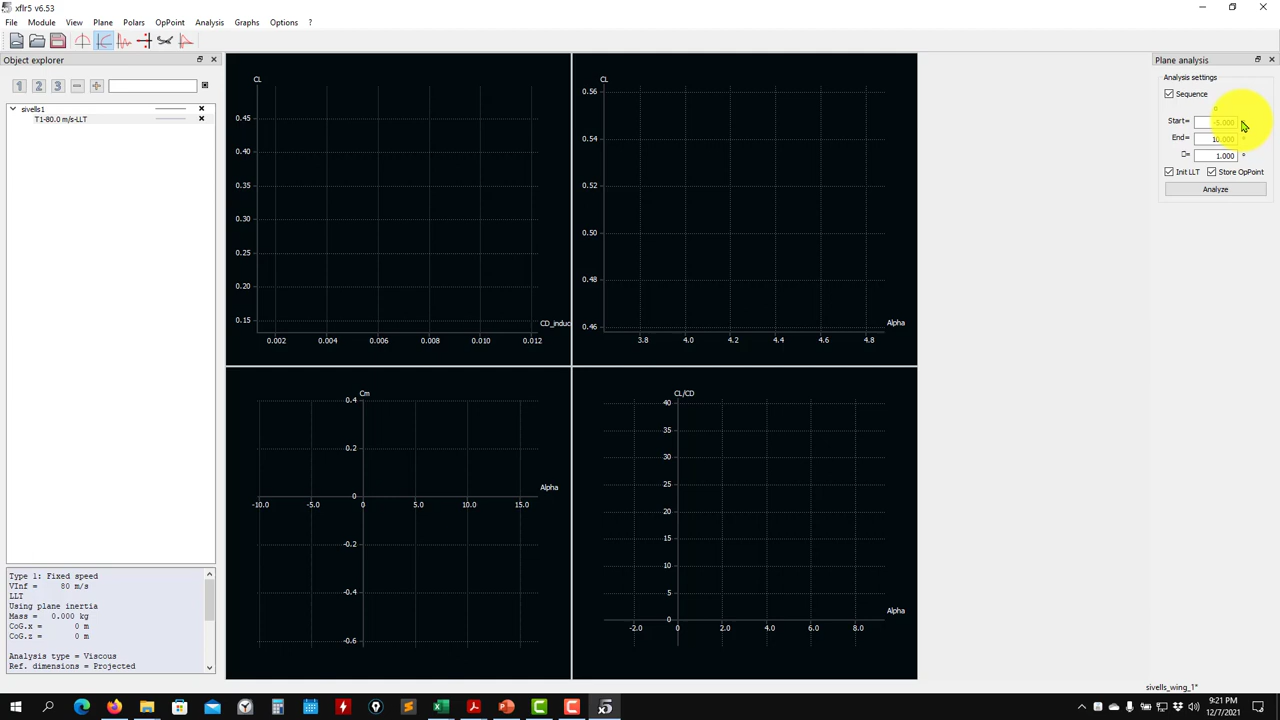 xflr5 v6.53
File Module View Plane Polars OpPoint Analysis Graphs Options ?
Object explorer
1 2 3
sivells1
T1-80.0 m/s-LLT
Type 1: Fixed speed
VInf = 80 m/s
LLT
Using plane inertia
Mass = 0.000 kg
CoG.x = 0 m
CoG.z = 0 m
Analysis type = Viscous
Ref. dimensions = Projected
CL
0.45
0.40
0.35
0.30
0.25
0.20
0.15
0.002 0.004 0.006 0.008 0.010 0.012
CD_induc
CL
0.56
0.54
0.52
0.50
0.48
0.46
3.8 4.0 4.2 4.4 4.6 4.8
Alpha
Cm
0.4
0.2
0
-0.2
-0.4
-0.6
-10.0 -5.0 0 5.0 10.0 15.0
Alpha
CL/CD
40
35
30
25
20
15
10
5
0
-2.0 0 2.0 4.0 6.0 8.0
Alpha
Plane analysis
Analysis settings
Sequence
α
Start= -5.000 °
End= 10.000 °
= 1.000 °
Init LLT Store OpPoint
Analyze
sivells_wing_1*
9:21 PM
12/7/2021